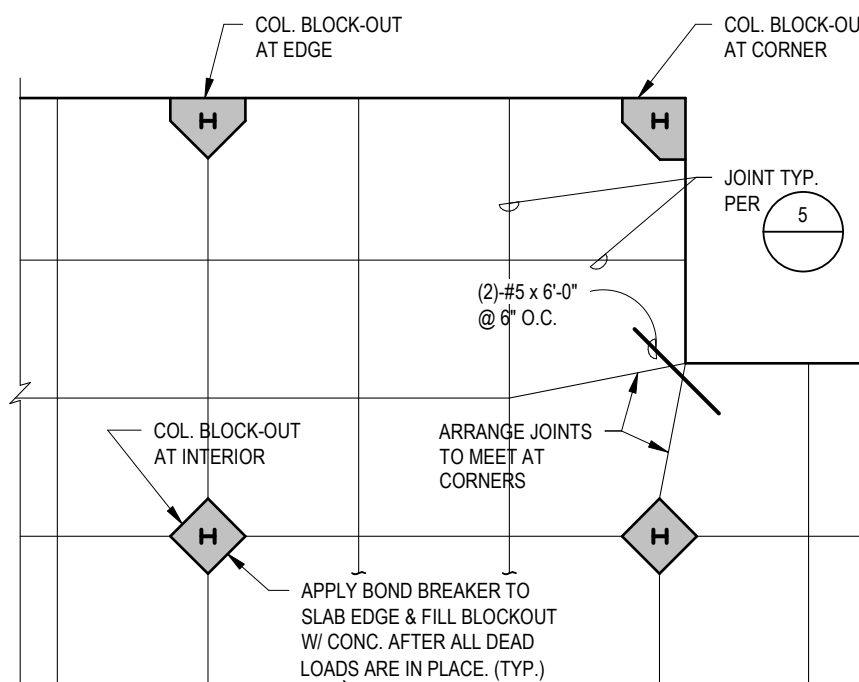 COL. BLOCK-OUT
AT EDGE
COL. BLOCK-OU
AT CORNER
JOINT TYP.
PER
5
(2)-#5 x 6'-0"
@ 6" O.C.
COL. BLOCK-OUT
AT INTERIOR
ARRANGE JOINTS
TO MEET AT
CORNERS
APPLY BOND BREAKER TO
SLAB EDGE & FILL BLOCKOUT
W/ CONC. AFTER ALL DEAD
LOADS ARE IN PLACE. (TYP.)